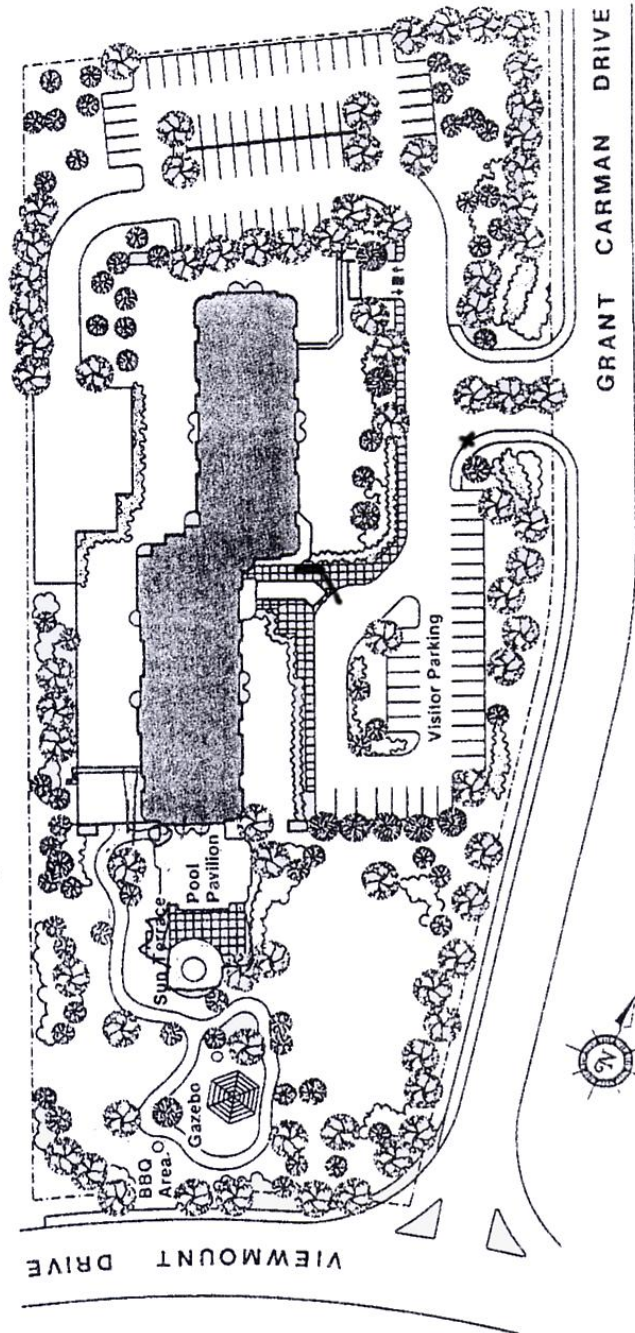 GRANT CARMAN DRIVE
Visitor Parking
Pool
Pavilion
Sun Terrace
Gazebo
BBQ
Area
VIEWMOUNT DRIVE
N